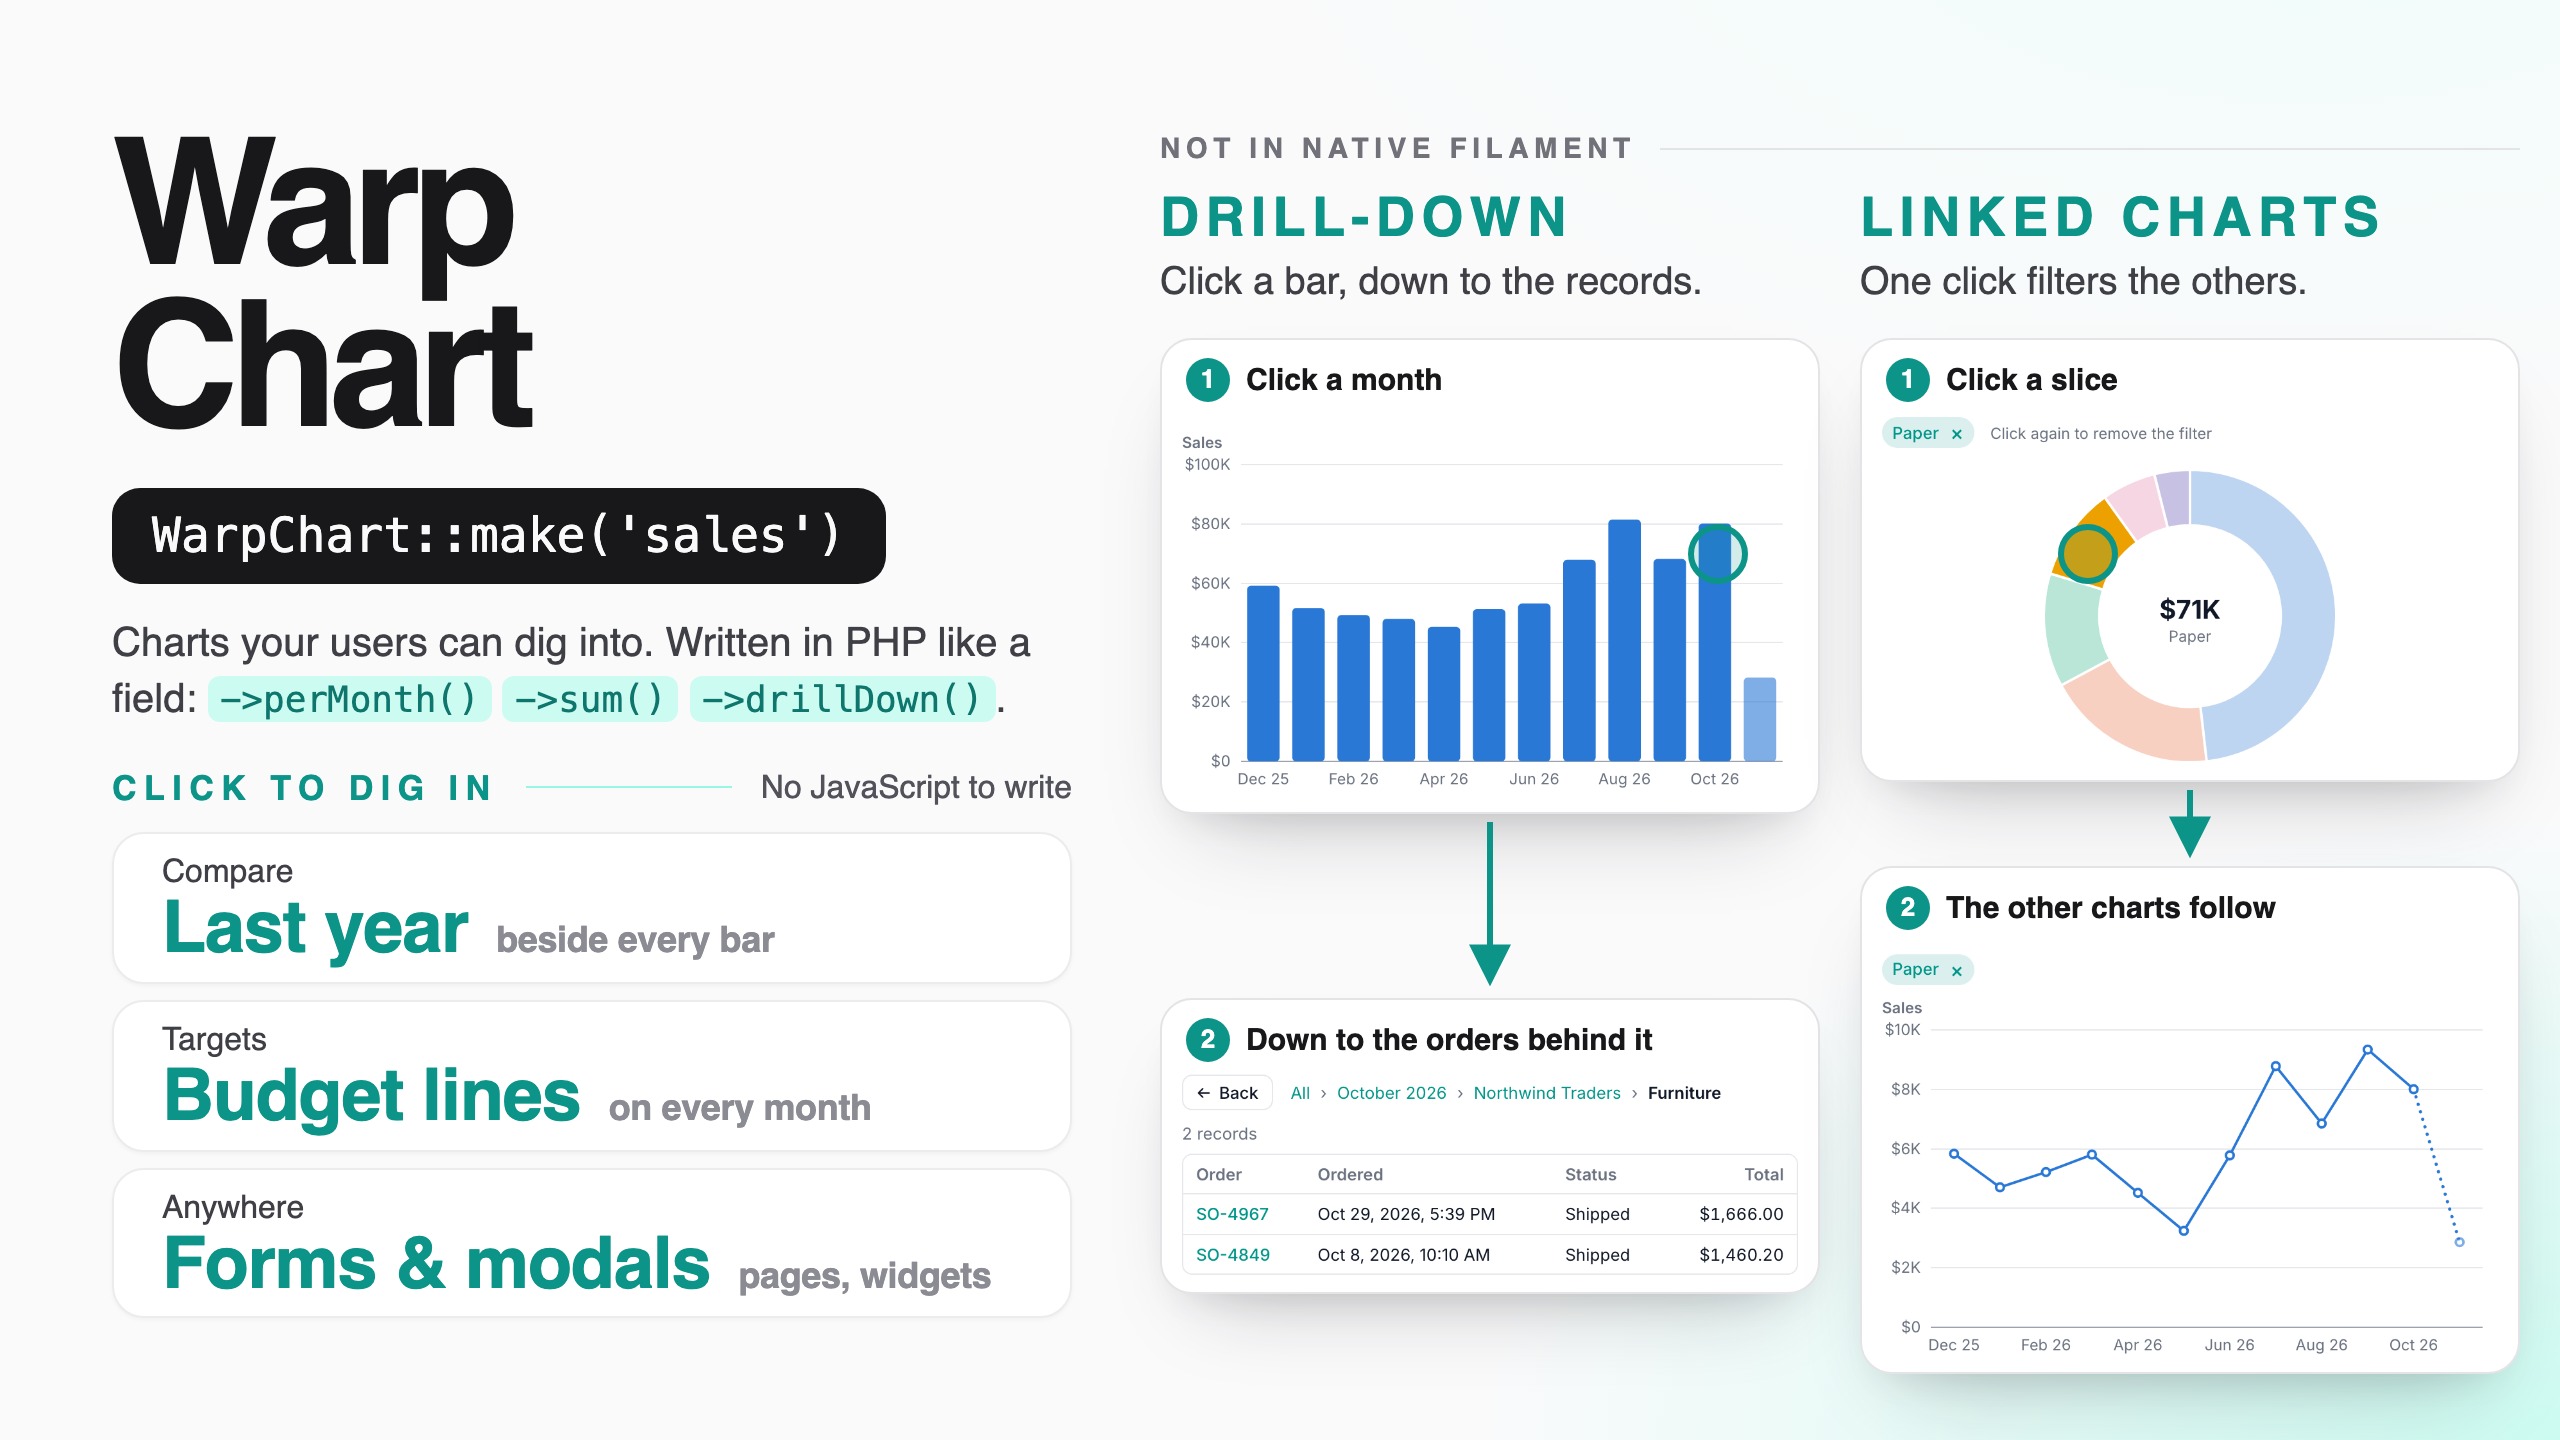 Warp
Chart
WarpChart::make('sales')
Charts your users can dig into. Written in PHP like a
field: ->perMonth() ->sum() ->drillDown().
CLICK TO DIG IN
No JavaScript to write
Compare
Last year beside every bar
Targets
Budget lines on every month
Anywhere
Forms & modals pages, widgets
NOT IN NATIVE FILAMENT
DRILL-DOWN
Click a bar, down to the records.
1 Click a month
Sales
$100K
$80K
$60K
$40K
$20K
$0
Dec 25 Feb 26 Apr 26 Jun 26 Aug 26 Oct 26
2 Down to the orders behind it
← Back All › October 2026 › Northwind Traders › Furniture
2 records
Order Ordered Status Total
SO-4967 Oct 29, 2026, 5:39 PM Shipped $1,666.00
SO-4849 Oct 8, 2026, 10:10 AM Shipped $1,460.20
LINKED CHARTS
One click filters the others.
1 Click a slice
Paper × Click again to remove the filter
$71K
Paper
2 The other charts follow
Paper ×
Sales
$10K
$8K
$6K
$4K
$2K
$0
Dec 25 Feb 26 Apr 26 Jun 26 Aug 26 Oct 26